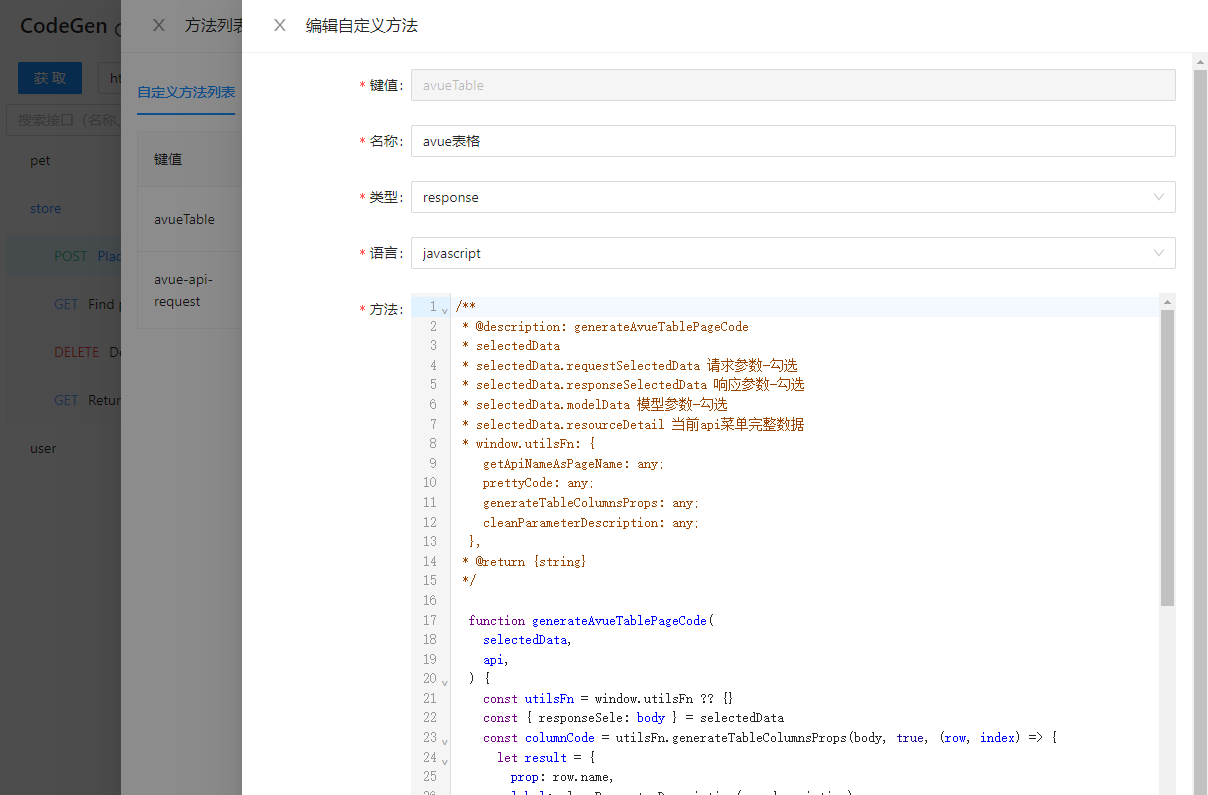 CodeGen
方法列表
编辑自定义方法
获 取
ht
自定义方法列表
搜索接口（名称、
pet
键值
store
avueTable
POST Plac
avue-api-
request
GET Find p
DELETE De
GET Retur
user
* 键值:
avueTable
* 名称:
avue表格
* 类型:
response
* 语言:
javascript
* 方法:
1 /**
2 * @description: generateAvueTablePageCode
3 * selectedData
4 * selectedData.requestSelectedData 请求参数-勾选
5 * selectedData.responseSelectedData 响应参数-勾选
6 * selectedData.modelData 模型参数-勾选
7 * selectedData.resourceDetail 当前api菜单完整数据
8 * window.utilsFn: {
9 getApiNameAsPageName: any;
10 prettyCode: any;
11 generateTableColumnsProps: any;
12 cleanParameterDescription: any;
13 },
14 * @return {string}
15 */
16
17 function generateAvueTablePageCode(
18 selectedData,
19 api,
20 ) {
21 const utilsFn = window.utilsFn ?? {}
22 const { responseSele: body } = selectedData
23 const columnCode = utilsFn.generateTableColumnsProps(body, true, (row, index) => {
24 let result = {
25 prop: row.name,